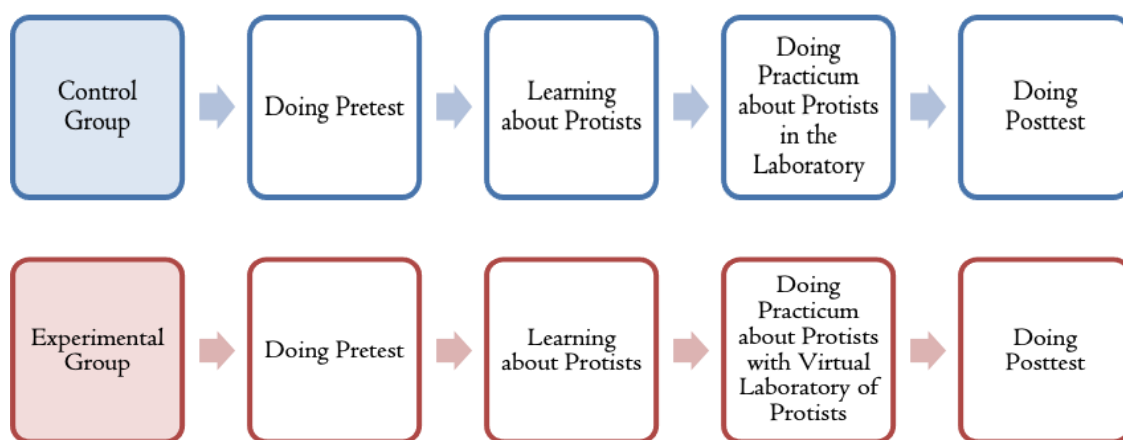 Control
Group
Doing Pretest
Learning
about Protists
Doing
Practicum
about Protists
in the
Laboratory
Doing
Posttest
Experimental
Group
Doing Pretest
Learning
about Protists
Doing
Practicum
about Protists
with Virtual
Laboratory of
Protists
Doing
Posttest